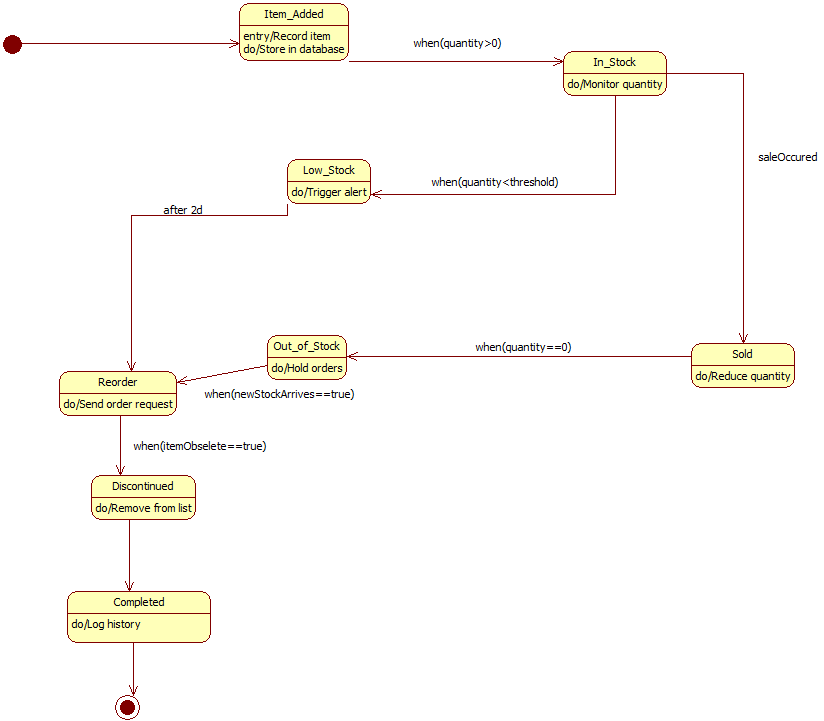 Item_Added
entry/Record item
do/Store in database
when(quantity>0)
In_Stock
do/Monitor quantity
saleOccured
Low_Stock
do/Trigger alert
when(quantity<threshold)
after 2d
Out_of_Stock
do/Hold orders
when(quantity==0)
Sold
do/Reduce quantity
Reorder
do/Send order request
when(newStockArrives==true)
when(itemObselete==true)
Discontinued
do/Remove from list
Completed
do/Log history